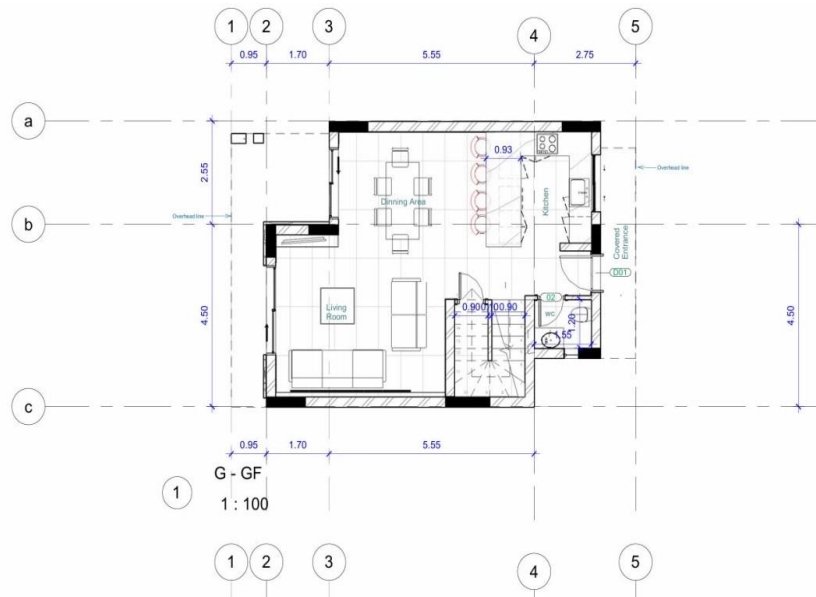 1
2
3
4
5
0.95
1.70
5.55
2.75
a
2.55
0.93
Overhead line
Dinning Area
Kitchen
Overhead line
b
Covered
Entrance
D01
4.50
4.50
Living
Room
0.90
0.90
02
WC
1.20
1.55
c
0.95
1.70
5.55
G - GF
1
1 : 100
1
2
3
4
5